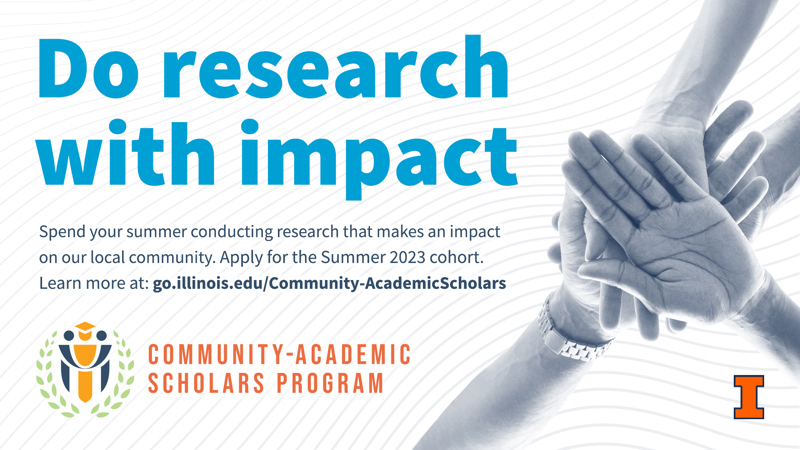 Do research
with impact
Spend your summer conducting research that makes an impact
on our local community. Apply for the Summer 2023 cohort.
Learn more at: go.illinois.edu/Community-AcademicScholars
COMMUNITY-ACADEMIC
SCHOLARS PROGRAM
I